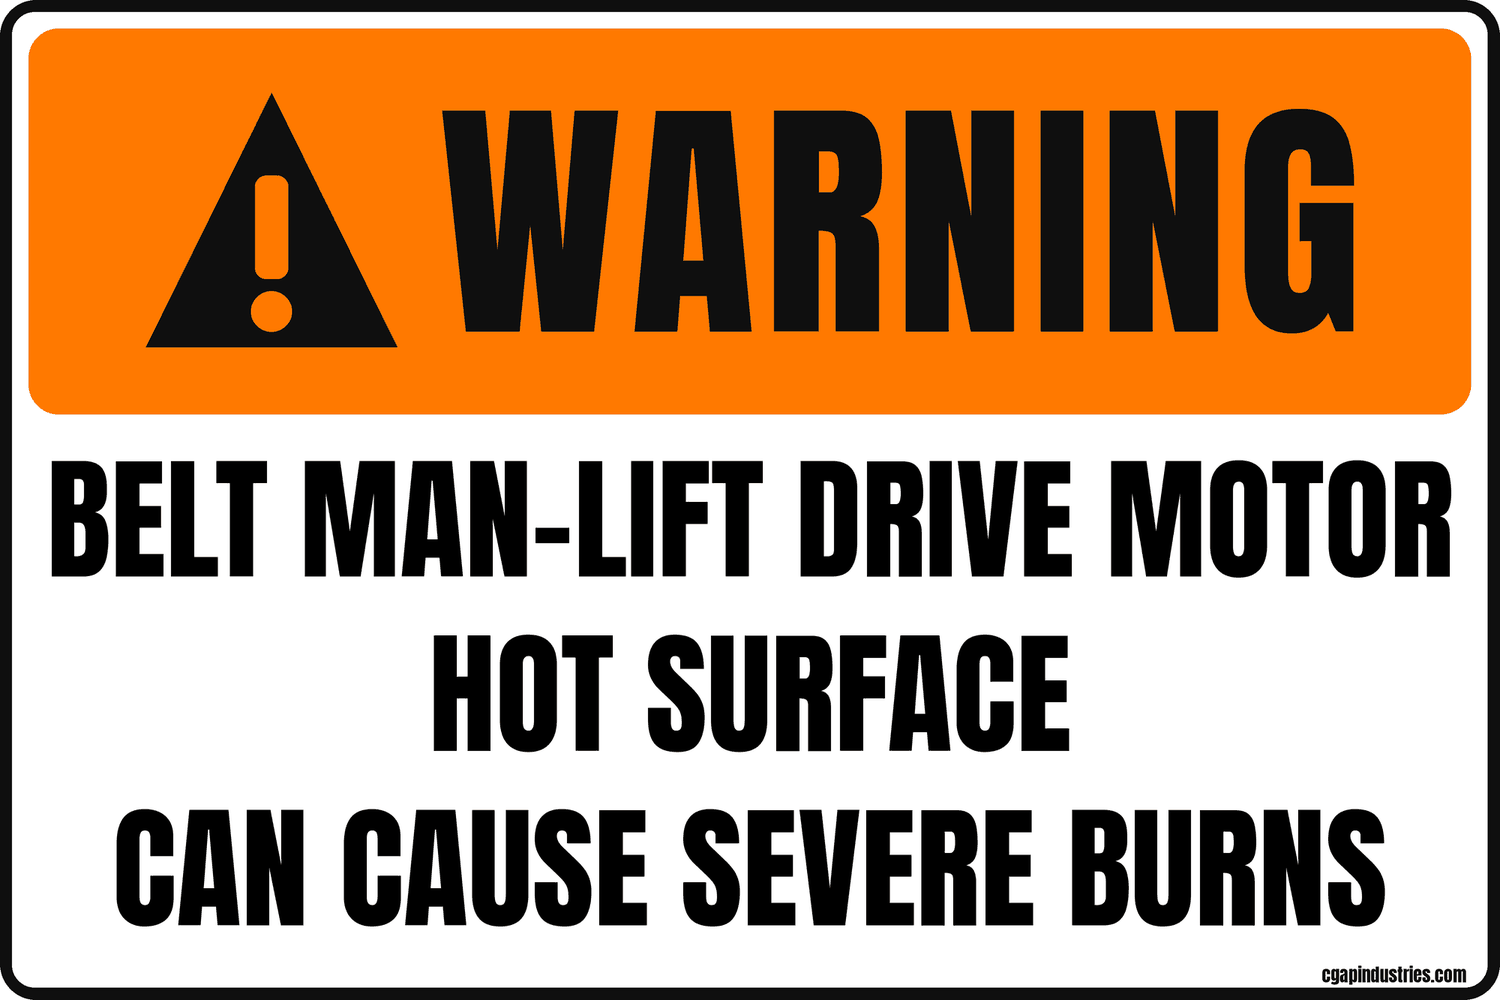 WARNING
BELT MAN-LIFT DRIVE MOTOR
HOT SURFACE
CAN CAUSE SEVERE BURNS
cgapindustries.com